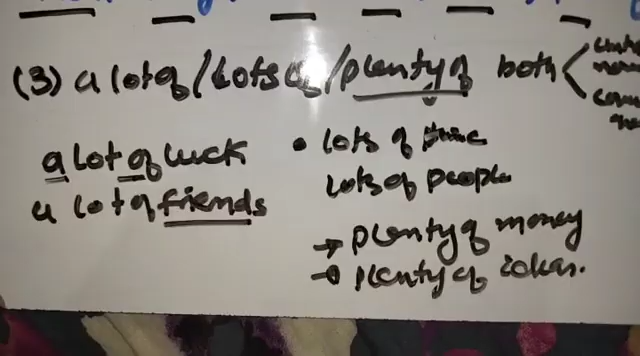 (3) a lot of / Lots of / plenty of both
a lot of luck
a lot of friends
• lots of time
Lots of people
→ plenty of money
→ plenty of ideas.